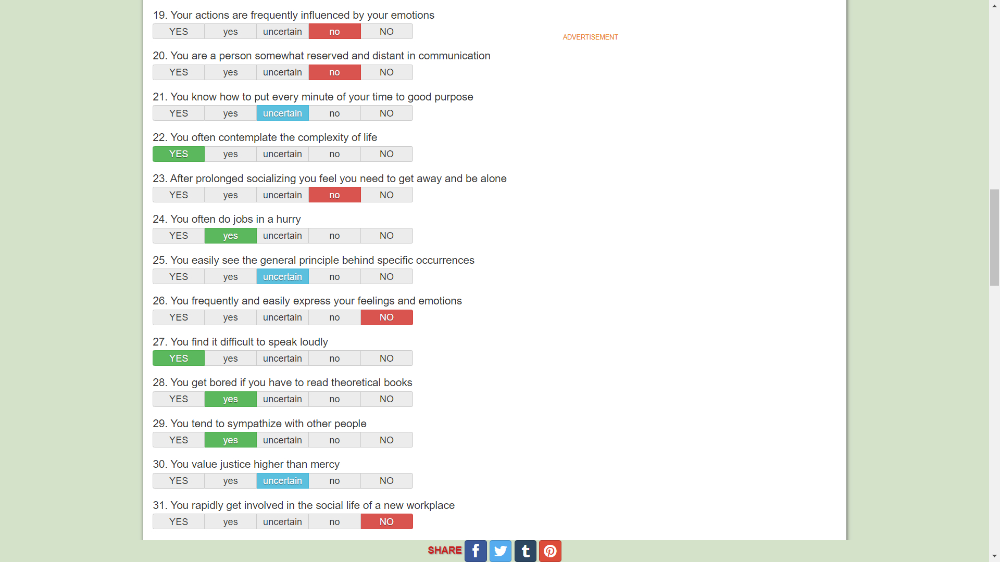 19. Your actions are frequently influenced by your emotions
YES yes uncertain no NO
ADVERTISEMENT
20. You are a person somewhat reserved and distant in communication
YES yes uncertain no NO
21. You know how to put every minute of your time to good purpose
YES yes uncertain no NO
22. You often contemplate the complexity of life
YES yes uncertain no NO
23. After prolonged socializing you feel you need to get away and be alone
YES yes uncertain no NO
24. You often do jobs in a hurry
YES yes uncertain no NO
25. You easily see the general principle behind specific occurrences
YES yes uncertain no NO
26. You frequently and easily express your feelings and emotions
YES yes uncertain no NO
27. You find it difficult to speak loudly
YES yes uncertain no NO
28. You get bored if you have to read theoretical books
YES yes uncertain no NO
29. You tend to sympathize with other people
YES yes uncertain no NO
30. You value justice higher than mercy
YES yes uncertain no NO
31. You rapidly get involved in the social life of a new workplace
YES yes uncertain no NO
SHARE